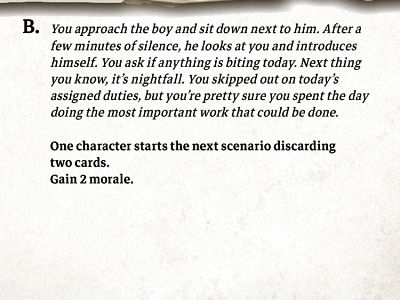 B. You approach the boy and sit down next to him. After a
few minutes of silence, he looks at you and introduces
himself. You ask if anything is biting today. Next thing
you know, it's nightfall. You skipped out on today's
assigned duties, but you're pretty sure you spent the day
doing the most important work that could be done.
One character starts the next scenario discarding
two cards.
Gain 2 morale.